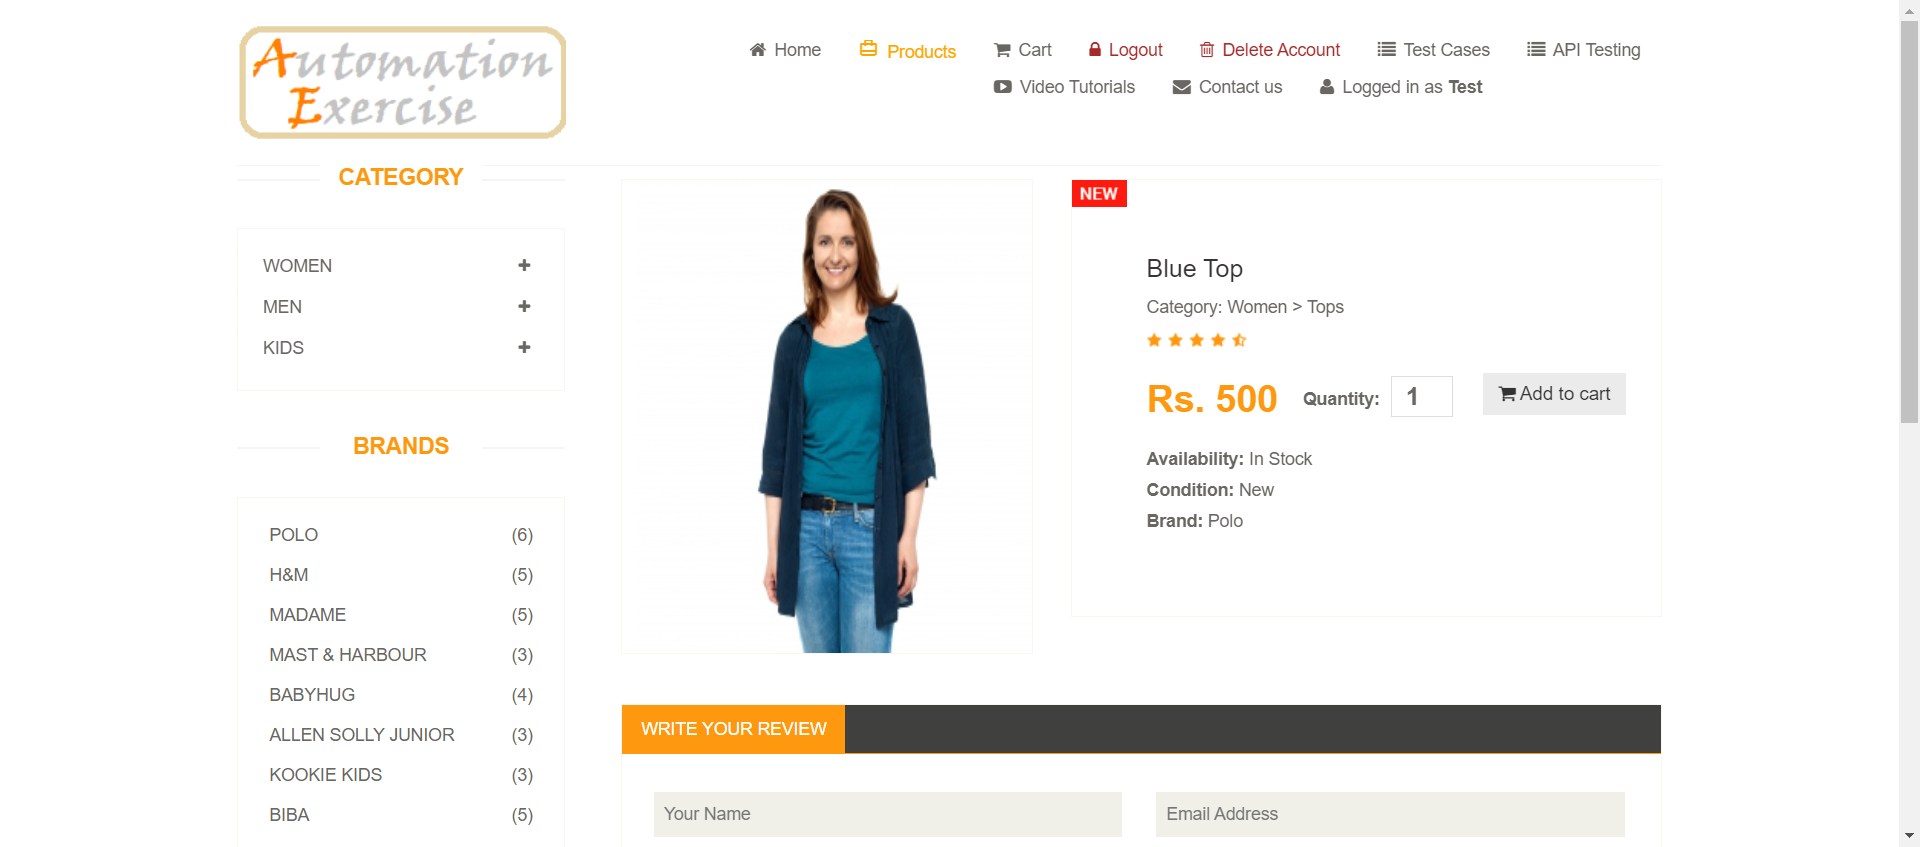 Automation
Exercise
Home
Products
Cart
Logout
Delete Account
Test Cases
API Testing
Video Tutorials
Contact us
Logged in as Test
CATEGORY
WOMEN
MEN
KIDS
BRANDS
POLO (6)
H&M (5)
MADAME (5)
MAST & HARBOUR (3)
BABYHUG (4)
ALLEN SOLLY JUNIOR (3)
KOOKIE KIDS (3)
BIBA (5)
NEW
Blue Top
Category: Women > Tops
Rs. 500
Quantity: 1
Add to cart
Availability: In Stock
Condition: New
Brand: Polo
WRITE YOUR REVIEW
Your Name
Email Address